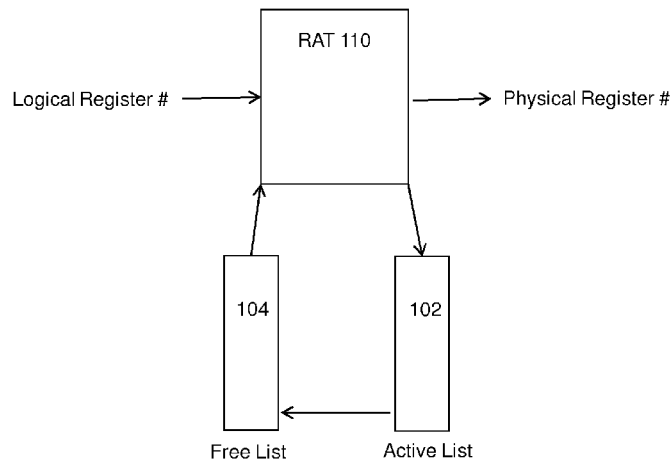 RAT 110
Logical Register #
Physical Register #
104
102
Free List
Active List